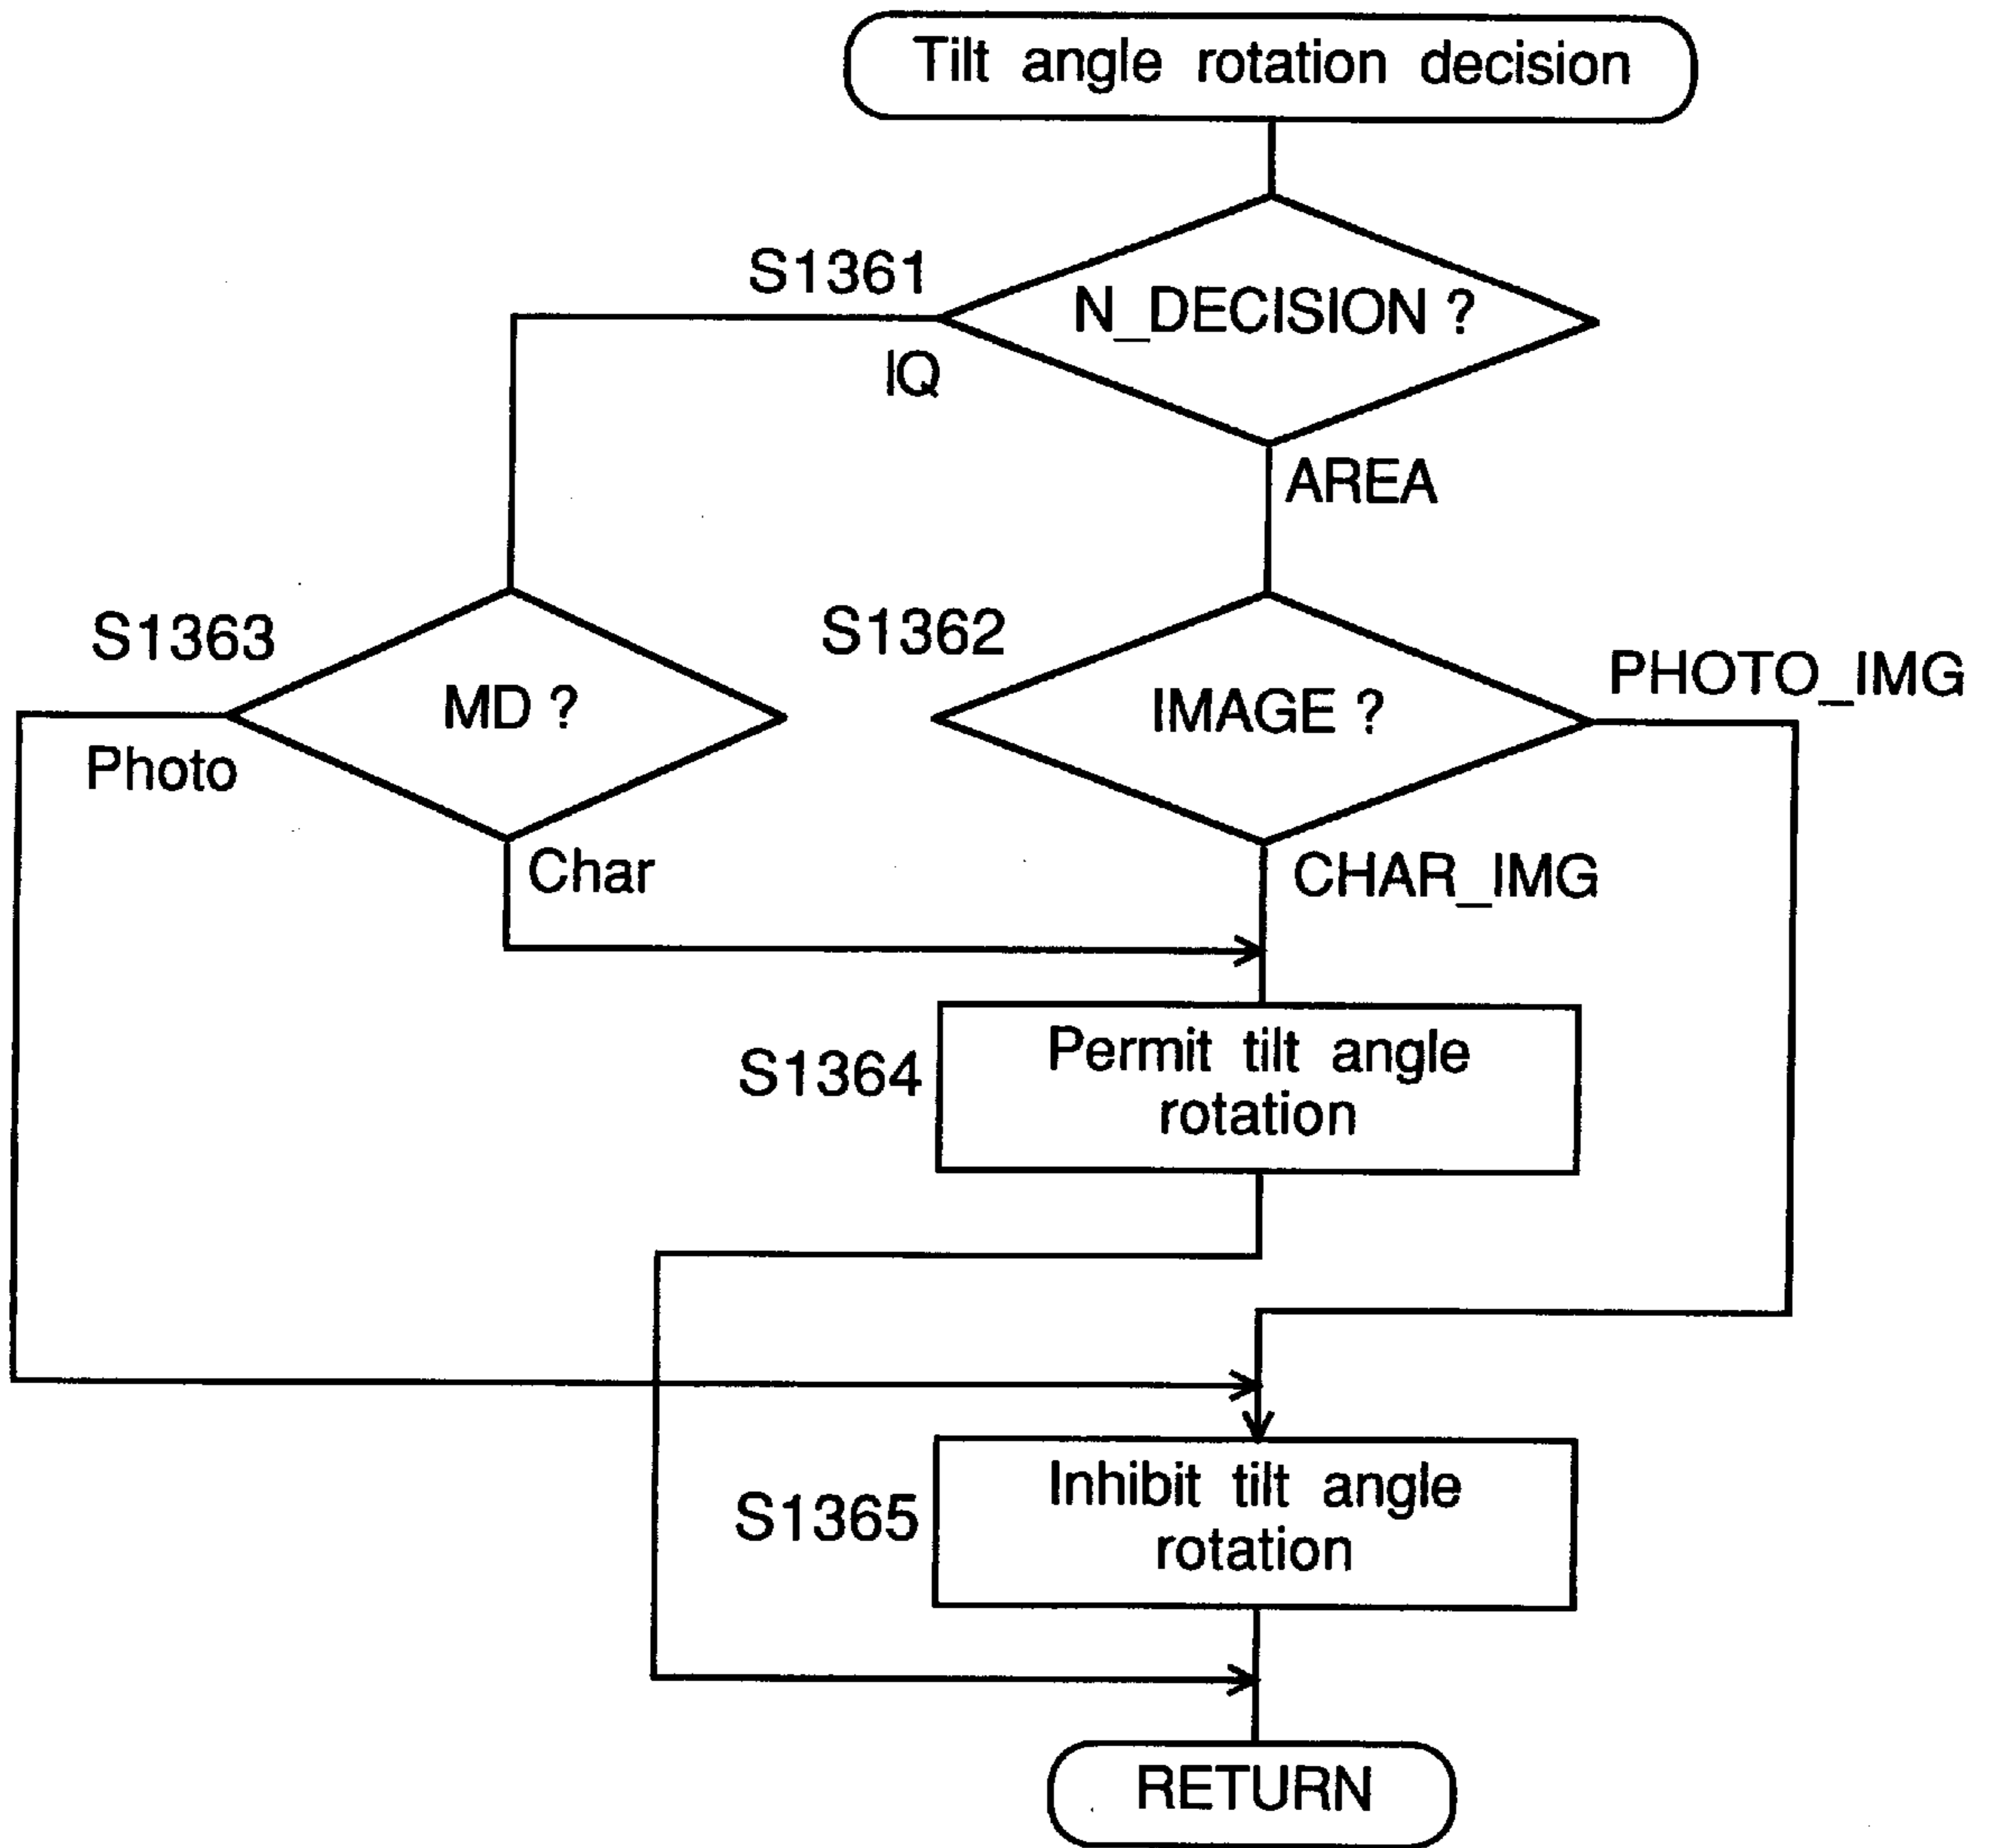 Tilt angle rotation decision
S1361
N_DECISION ?
IQ
AREA
S1363
MD ?
Photo
Char
S1362
IMAGE ?
PHOTO_IMG
CHAR_IMG
S1364
Permit tilt angle
rotation
S1365
Inhibit tilt angle
rotation
RETURN